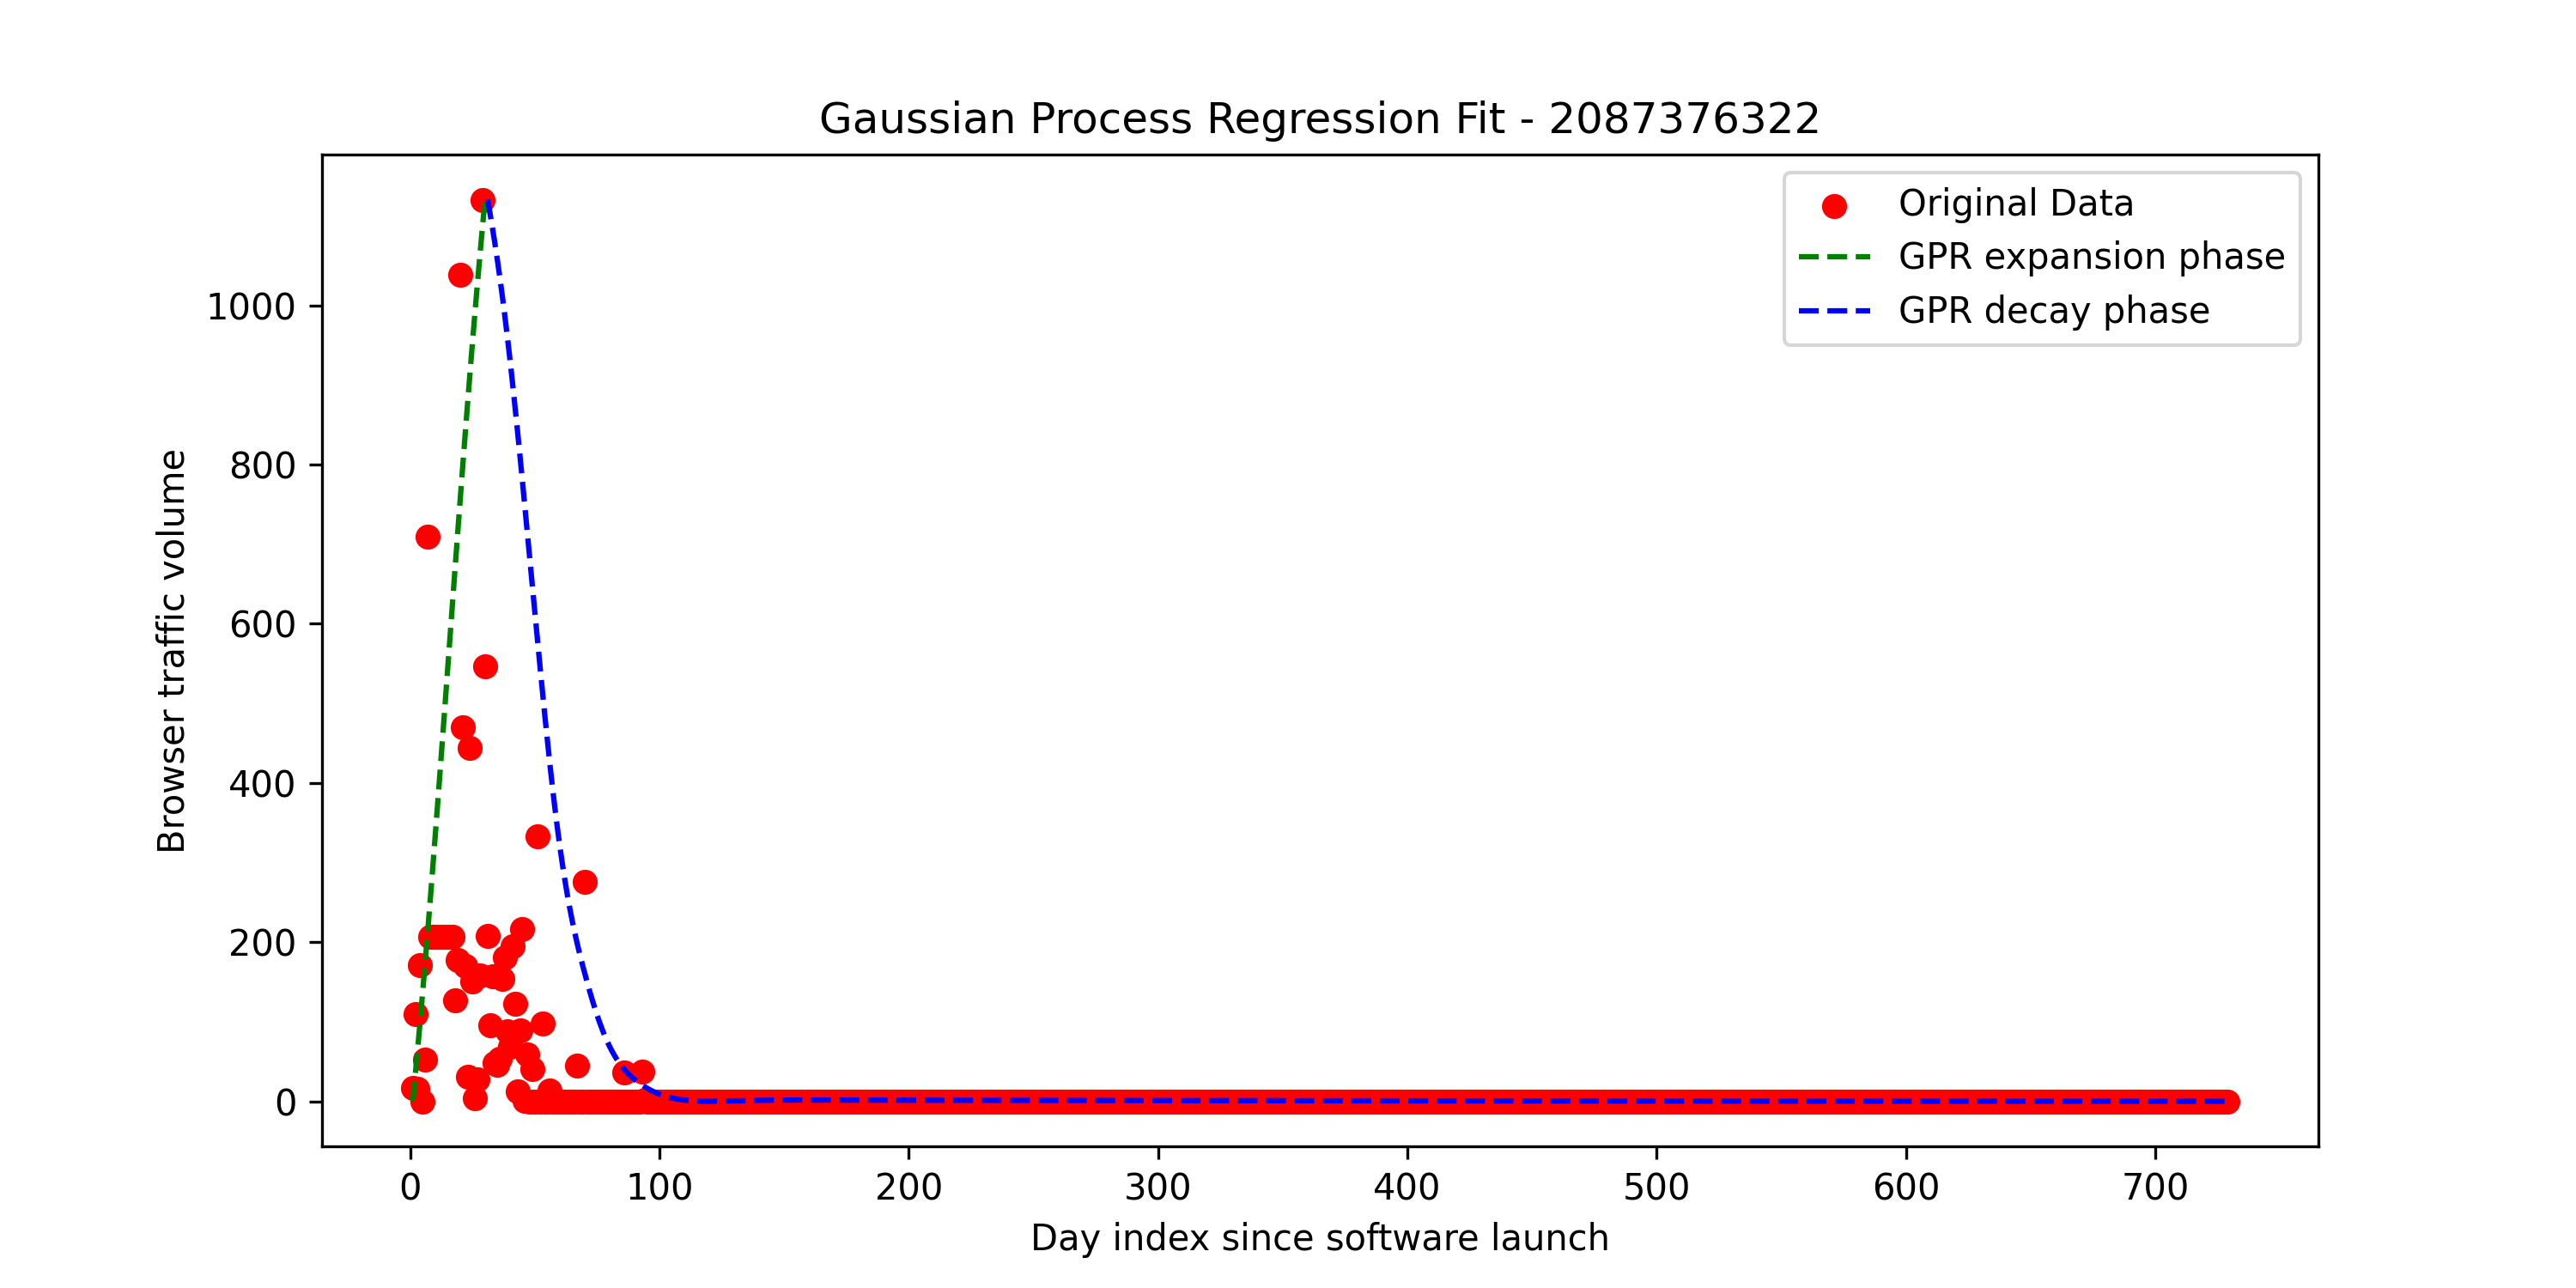 Gaussian Process Regression Fit - 2087376322
Original Data
GPR expansion phase
GPR decay phase
Browser traffic volume
1000
800
600
400
200
0
0 100 200 300 400 500 600 700
Day index since software launch